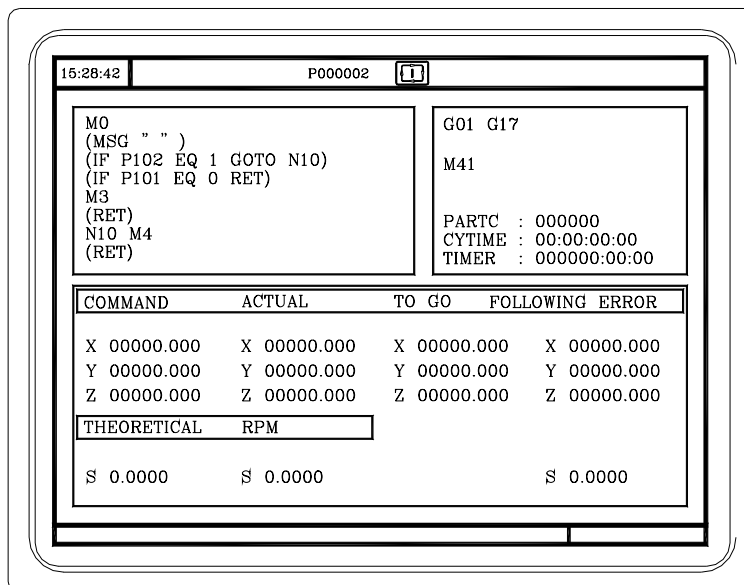 15:28:42 P000002
M0
(MSG " " )
(IF P102 EQ 1 GOTO N10)
(IF P101 EQ 0 RET)
M3
(RET)
N10 M4
(RET)
G01 G17
M41
PARTC : 000000
CYTIME : 00:00:00:00
TIMER : 000000:00:00
COMMAND ACTUAL TO GO FOLLOWING ERROR
X 00000.000 X 00000.000 X 00000.000 X 00000.000
Y 00000.000 Y 00000.000 Y 00000.000 Y 00000.000
Z 00000.000 Z 00000.000 Z 00000.000 Z 00000.000
THEORETICAL RPM
S 0.0000 S 0.0000 S 0.0000